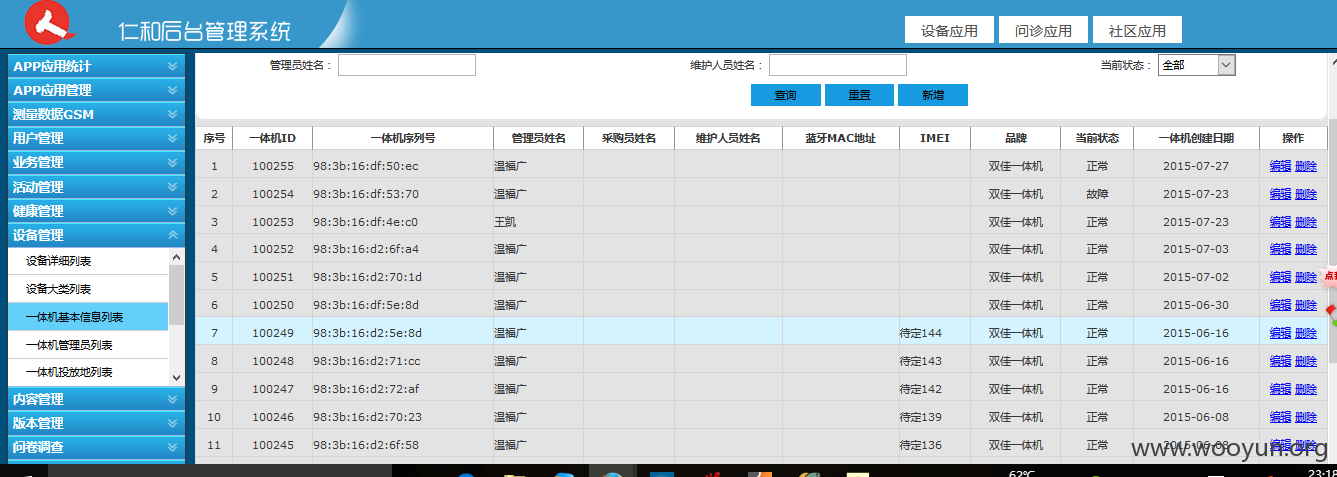 仁和后台管理系统
设备应用 问诊应用 社区应用
APP应用统计
APP应用管理
测量数据GSM
用户管理
业务管理
活动管理
健康管理
设备管理
设备详细列表
设备大类列表
一体机基本信息列表
一体机管理员列表
一体机投放地列表
内容管理
版本管理
问卷调查
管理员姓名： 维护人员姓名： 当前状态： 全部
查询 重置 新增
序号 一体机ID 一体机序列号 管理员姓名 采购员姓名 维护人员姓名 蓝牙MAC地址 IMEI 品牌 当前状态 一体机创建日期 操作
1 100255 98:3b:16:df:50:ec 温福广 双佳一体机 正常 2015-07-27 编辑 删除
2 100254 98:3b:16:df:53:70 温福广 双佳一体机 故障 2015-07-23 编辑 删除
3 100253 98:3b:16:df:4e:c0 王凯 双佳一体机 正常 2015-07-23 编辑 删除
4 100252 98:3b:16:d2:6f:a4 温福广 双佳一体机 正常 2015-07-03 编辑 删除
5 100251 98:3b:16:d2:70:1d 温福广 双佳一体机 正常 2015-07-02 编辑 删除
6 100250 98:3b:16:df:5e:8d 温福广 双佳一体机 正常 2015-06-30 编辑 删除
7 100249 98:3b:16:d2:5e:8d 温福广 待定144 双佳一体机 正常 2015-06-16 编辑 删除
8 100248 98:3b:16:d2:71:cc 温福广 待定143 双佳一体机 正常 2015-06-16 编辑 删除
9 100247 98:3b:16:d2:72:af 温福广 待定142 双佳一体机 正常 2015-06-16 编辑 删除
10 100246 98:3b:16:d2:70:23 温福广 待定139 双佳一体机 正常 2015-06-08 编辑 删除
11 100245 98:3b:16:d2:6f:58 温福广 待定136 双佳一体机 正常 2015-06-08 编辑 删除
www.wooyun.org
62℃
23:18